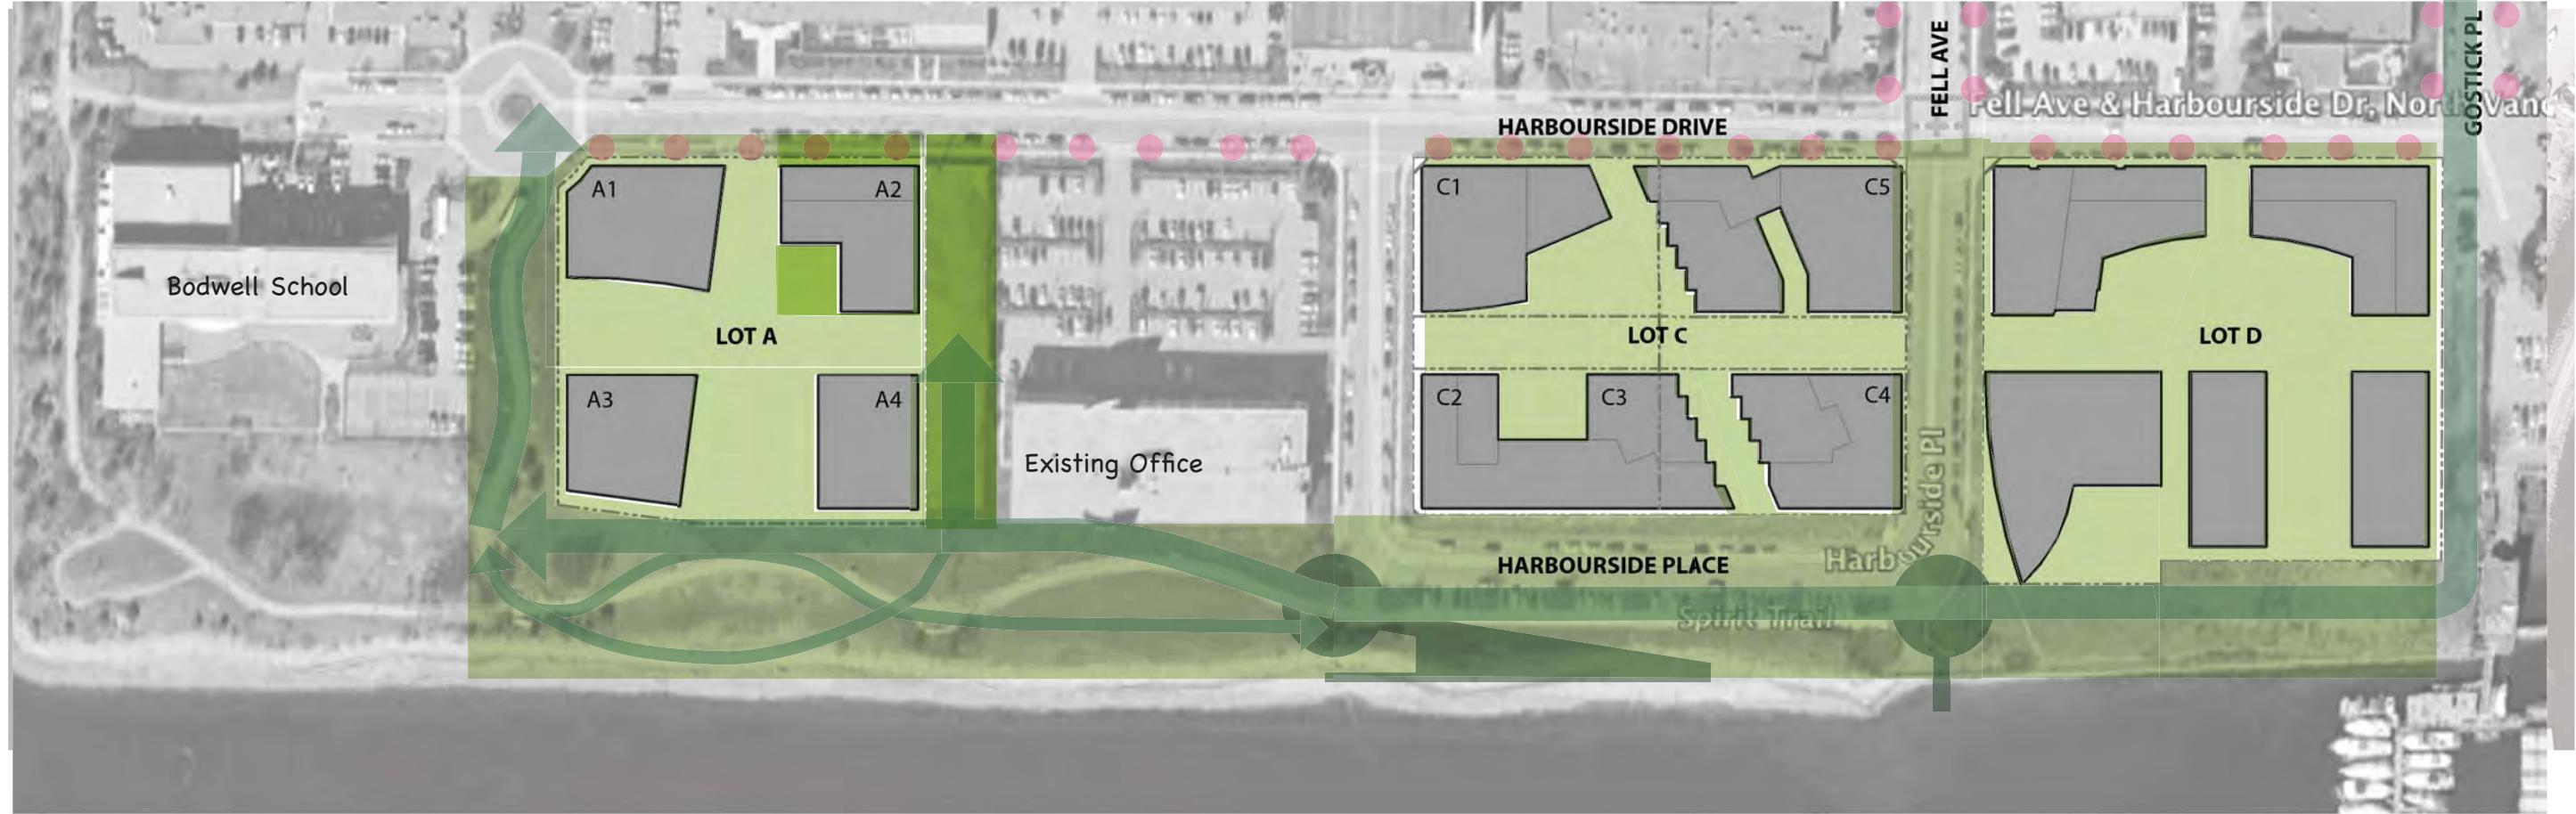 FELL AVE
GOSTICK PL
Fell Ave & Harbourside Dr, North Vanc
HARBOURSIDE DRIVE
A1
A2
C1
C5
Bodwell School
LOT A
LOT C
LOT D
A3
A4
C2
C3
C4
Existing Office
Harbourside Pl
HARBOURSIDE PLACE
Spirit Trail